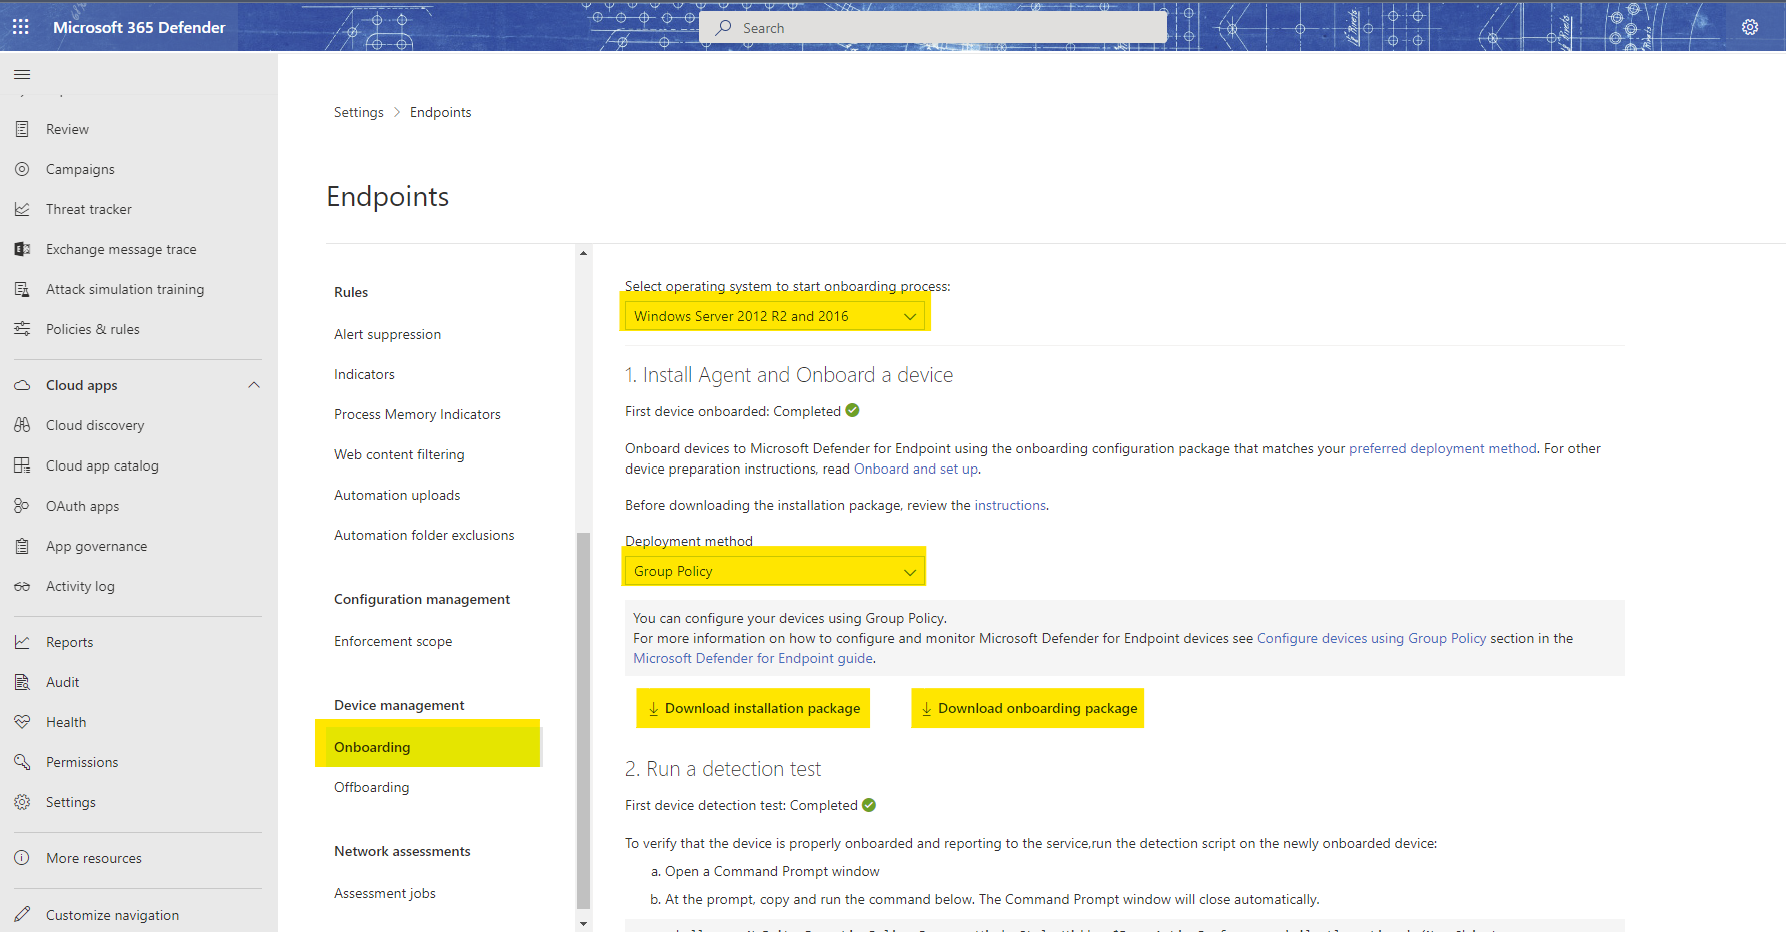 Microsoft 365 Defender
Search
Review
Campaigns
Threat tracker
Exchange message trace
Attack simulation training
Policies & rules
Cloud apps
Cloud discovery
Cloud app catalog
OAuth apps
App governance
Activity log
Reports
Audit
Health
Permissions
Settings
More resources
Customize navigation
Settings > Endpoints
Endpoints
Rules
Alert suppression
Indicators
Process Memory Indicators
Web content filtering
Automation uploads
Automation folder exclusions
Configuration management
Enforcement scope
Device management
Onboarding
Offboarding
Network assessments
Assessment jobs
Select operating system to start onboarding process:
Windows Server 2012 R2 and 2016
1. Install Agent and Onboard a device
First device onboarded: Completed
Onboard devices to Microsoft Defender for Endpoint using the onboarding configuration package that matches your preferred deployment method. For other
device preparation instructions, read Onboard and set up.
Before downloading the installation package, review the instructions.
Deployment method
Group Policy
You can configure your devices using Group Policy.
For more information on how to configure and monitor Microsoft Defender for Endpoint devices see Configure devices using Group Policy section in the
Microsoft Defender for Endpoint guide.
Download installation package
Download onboarding package
2. Run a detection test
First device detection test: Completed
To verify that the device is properly onboarded and reporting to the service,run the detection script on the newly onboarded device:
a. Open a Command Prompt window
b. At the prompt, copy and run the command below. The Command Prompt window will close automatically.